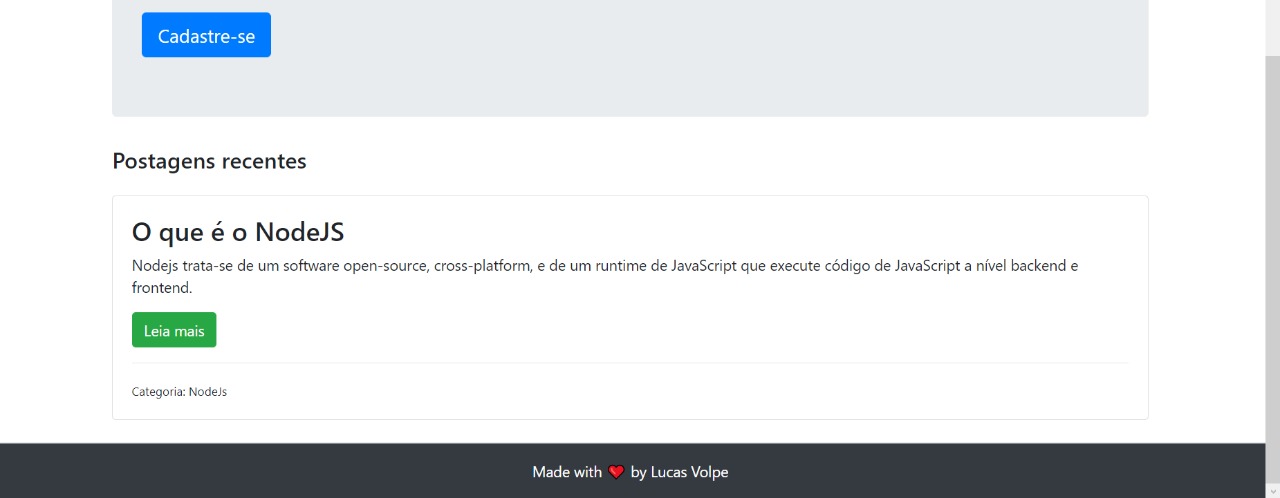 Cadastre-se
Postagens recentes
O que é o NodeJS
Nodejs trata-se de um software open-source, cross-platform, e de um runtime de JavaScript que execute código de JavaScript a nível backend e
frontend.
Leia mais
Categoria: NodeJs
Made with ❤️ by Lucas Volpe